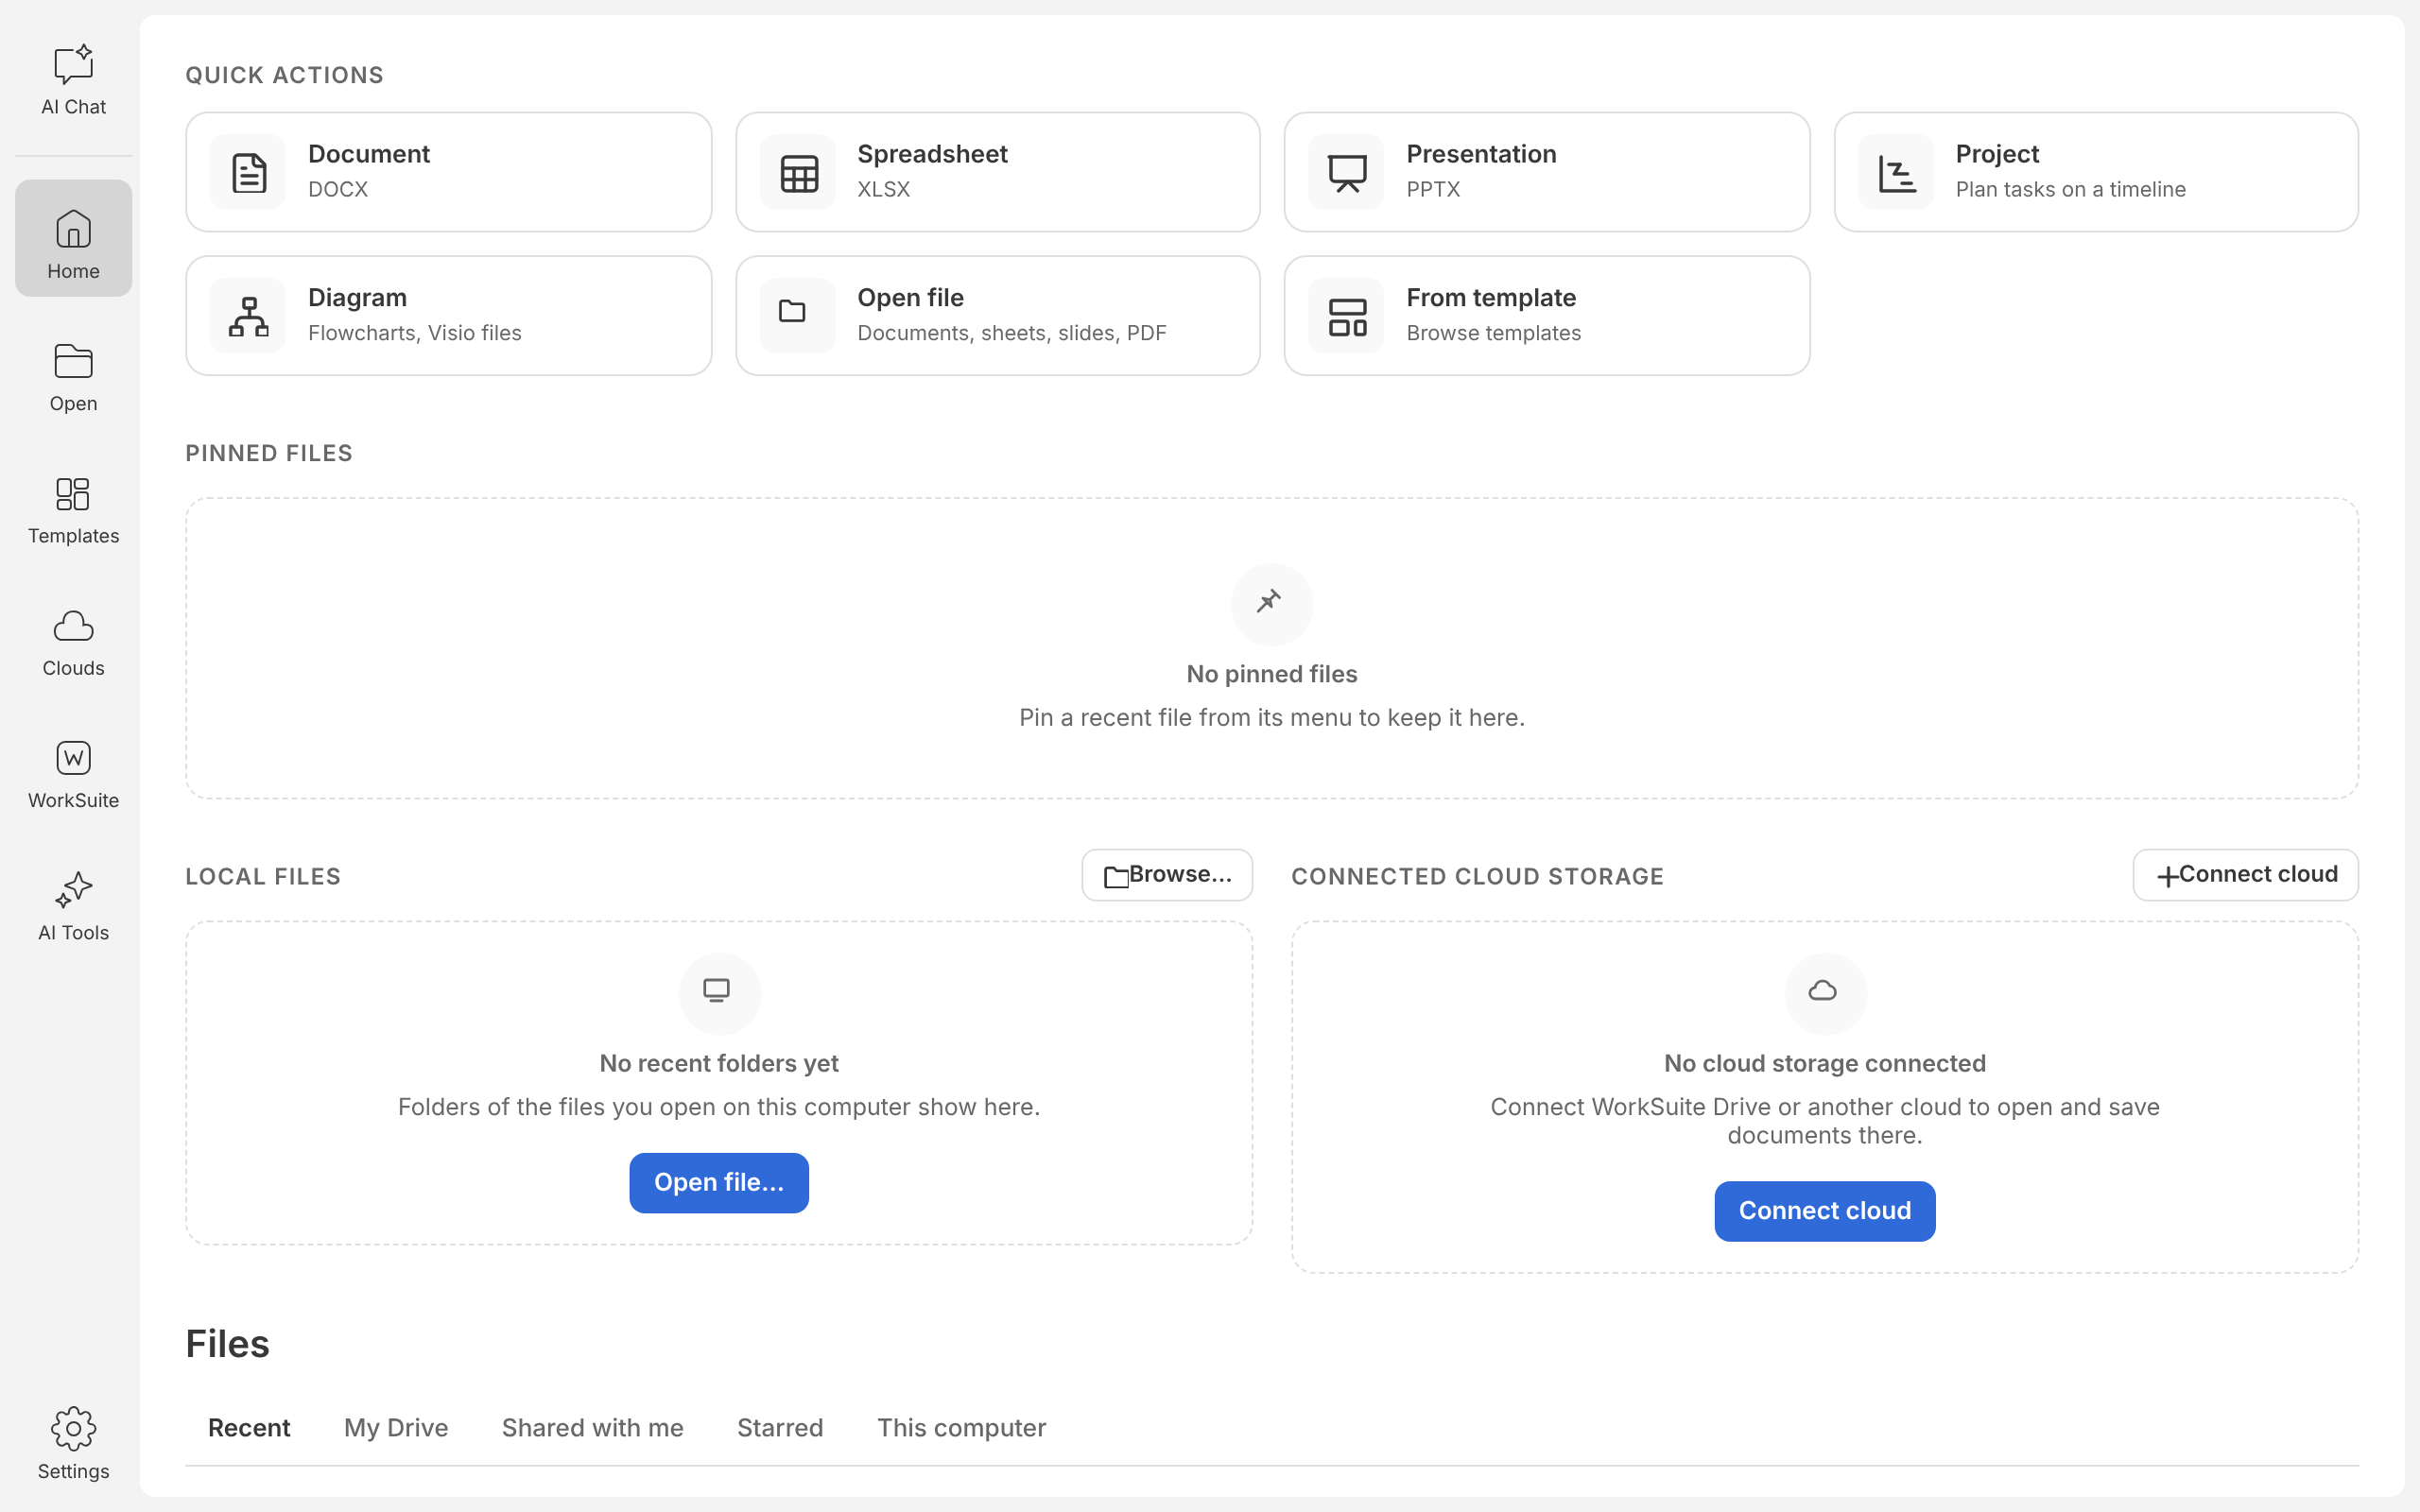 AI Chat
Home
Open
Templates
Clouds
W
WorkSuite
AI Tools
Settings
QUICK ACTIONS
Document
DOCX
Spreadsheet
XLSX
Presentation
PPTX
Project
Plan tasks on a timeline
Diagram
Flowcharts, Visio files
Open file
Documents, sheets, slides, PDF
From template
Browse templates
PINNED FILES
No pinned files
Pin a recent file from its menu to keep it here.
LOCAL FILES
Browse...
No recent folders yet
Folders of the files you open on this computer show here.
Open file...
CONNECTED CLOUD STORAGE
Connect cloud
No cloud storage connected
Connect WorkSuite Drive or another cloud to open and save
documents there.
Connect cloud
Files
Recent My Drive Shared with me Starred This computer